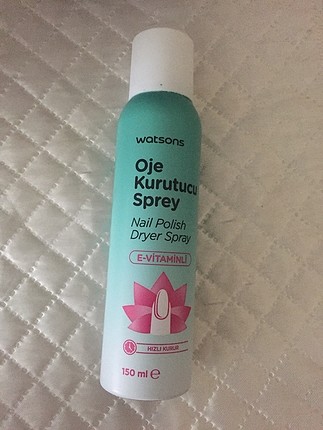 watsons
Oje
Kurutucu
Sprey
Nail Polish
Dryer Spray
E-VİTAMİNLİ
HIZLI KURUR
150 ml e